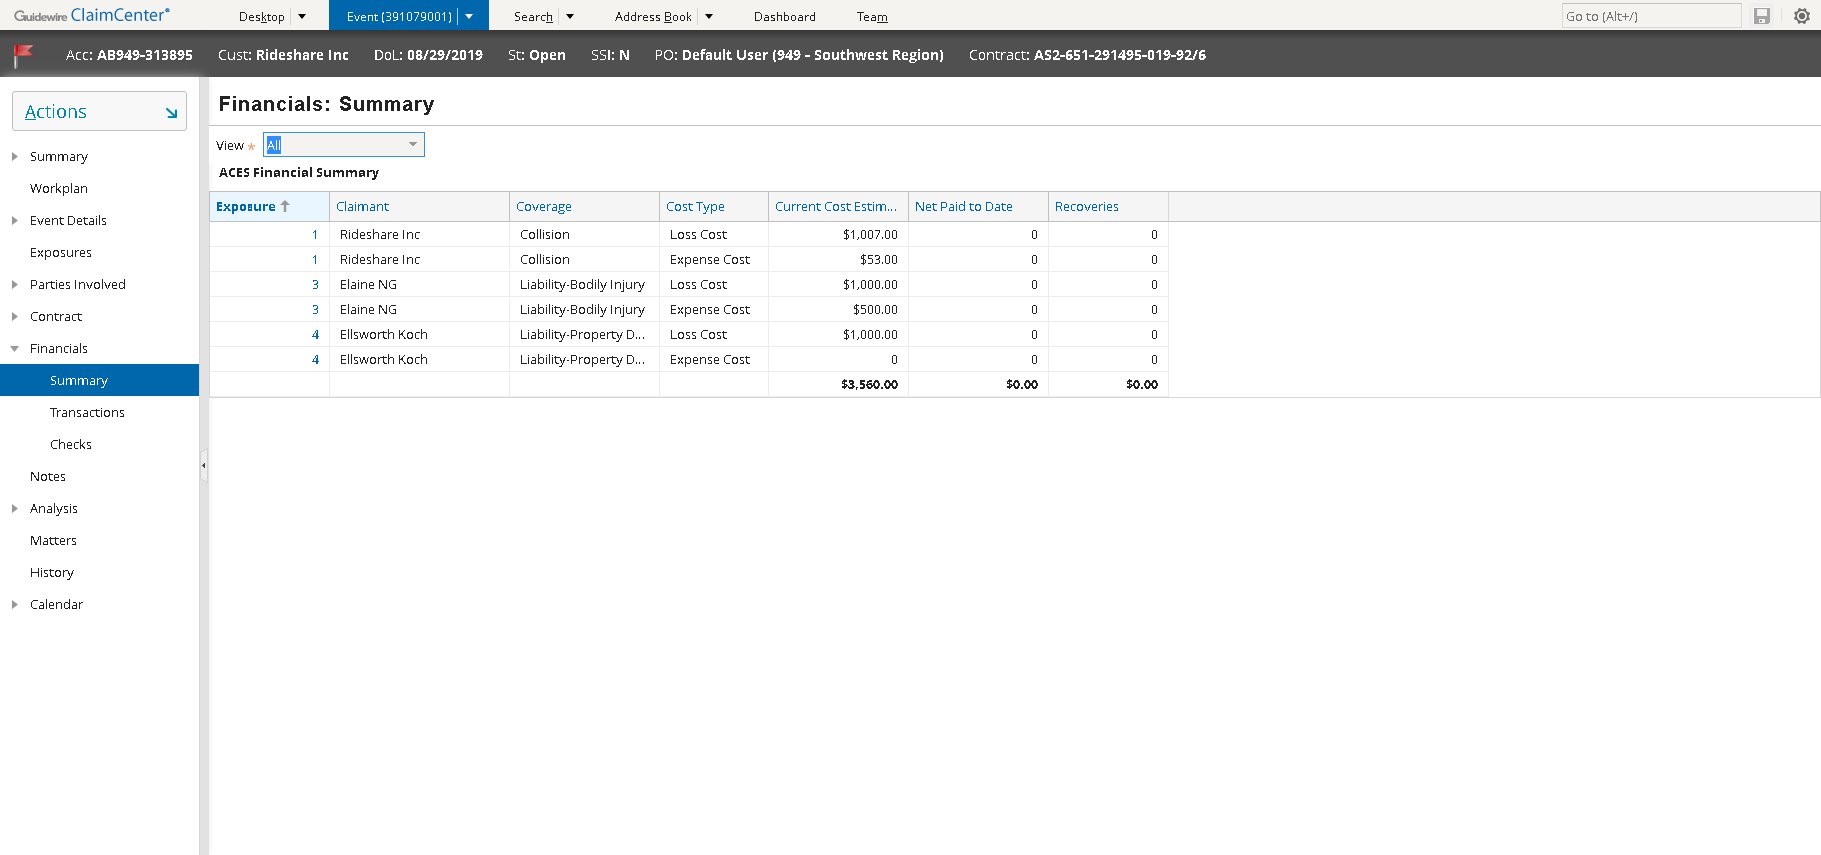 Guidewire ClaimCenter®
Desktop
Event (391079001)
Search
Address Book
Dashboard
Team
Go to (Alt+/)
Acc: AB949-313895 Cust: Rideshare Inc DoL: 08/29/2019 St: Open SSI: N PO: Default User (949 - Southwest Region) Contract: AS2-651-291495-019-92/6
Actions
Summary
Workplan
Event Details
Exposures
Parties Involved
Contract
Financials
Summary
Transactions
Checks
Notes
Analysis
Matters
History
Calendar
Financials: Summary
View * All
ACES Financial Summary
Exposure Claimant Coverage Cost Type Current Cost Estim... Net Paid to Date Recoveries
1 Rideshare Inc Collision Loss Cost $1,007.00 0 0
1 Rideshare Inc Collision Expense Cost $53.00 0 0
3 Elaine NG Liability-Bodily Injury Loss Cost $1,000.00 0 0
3 Elaine NG Liability-Bodily Injury Expense Cost $500.00 0 0
4 Ellsworth Koch Liability-Property D... Loss Cost $1,000.00 0 0
4 Ellsworth Koch Liability-Property D... Expense Cost 0 0 0
$3,560.00 $0.00 $0.00